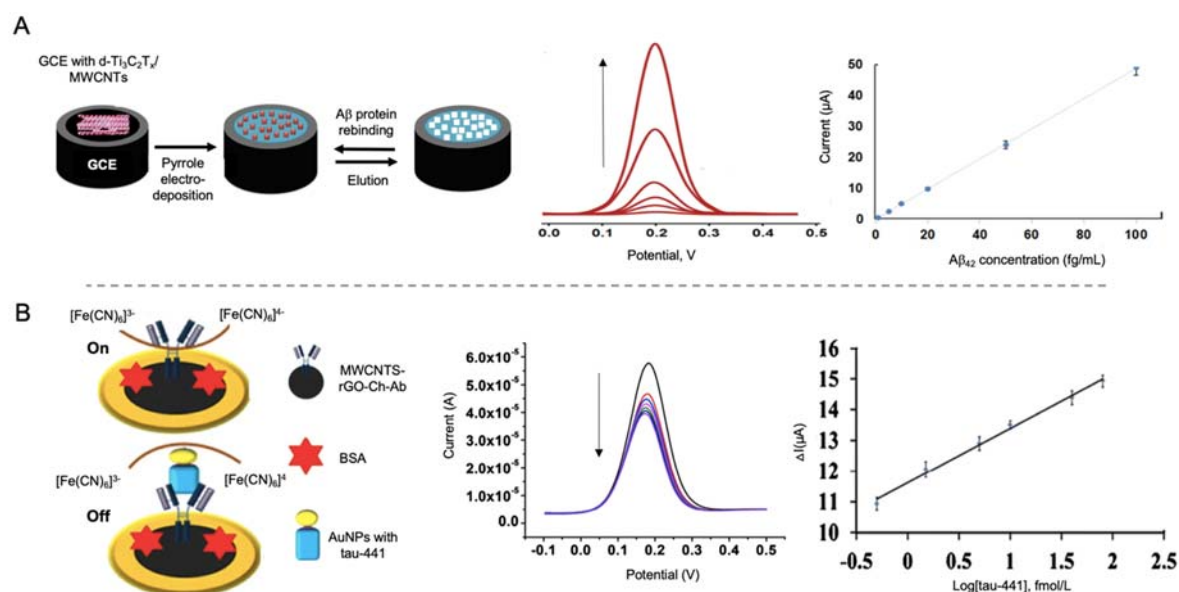 A
GCE with d-Ti₃C₂Tₓ/
MWCNTs
GCE
Pyrrole
electro-
deposition
Aβ protein
rebinding
Elution
0.0 0.1 0.2 0.3 0.4 0.5
Potential, V
Current (µA)
50
40
30
20
10
0
0 20 40 60 80 100
Aβ₄₂ concentration (fg/mL)
B
[Fe(CN)₆]³⁻
[Fe(CN)₆]⁴⁻
On
MWCNTS-
rGO-Ch-Ab
BSA
[Fe(CN)₆]³⁻
[Fe(CN)₆]⁴
Off
AuNPs with
tau-441
Current (A)
6.0x10⁻⁵
5.0x10⁻⁵
4.0x10⁻⁵
3.0x10⁻⁵
2.0x10⁻⁵
1.0x10⁻⁵
0.0
-0.1 0.0 0.1 0.2 0.3 0.4 0.5
Potential (V)
ΔI(µA)
16
15
14
13
12
11
10
-0.5 0 0.5 1 1.5 2 2.5
Log[tau-441], fmol/L